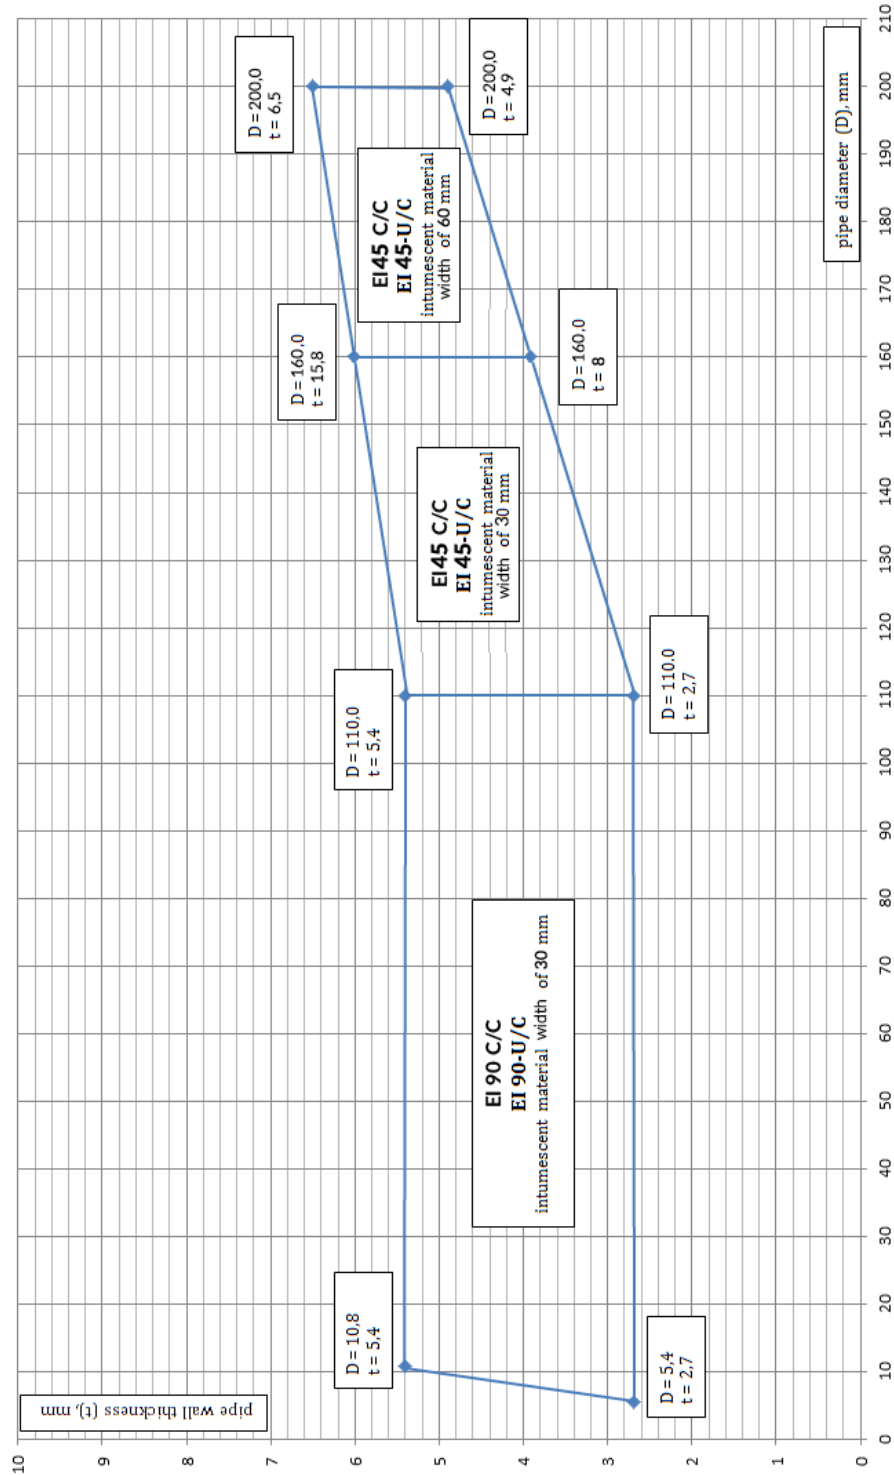 pipe wall thickness (t), mm
10
9
8
7
6
5
4
3
2
1
0
D = 10,8
t = 5,4
D = 5,4
t = 2,7
EI 90 C/C
EI 90-U/C
intumescent material width of 30 mm
D = 110,0
t = 5,4
D = 110.0
t = 2,7
EI45 C/C
EI 45-U/C
intumescent material
width of 30 mm
D = 160,0
t = 15,8
D = 160,0
t = 8
EI45 C/C
EI 45-U/C
intumescent material
width of 60 mm
D = 200,0
t = 6,5
D = 200,0
t = 4,9
pipe diameter (D), mm
0
10
20
30
40
50
60
70
80
90
100
110
120
130
140
150
160
170
180
190
200
210